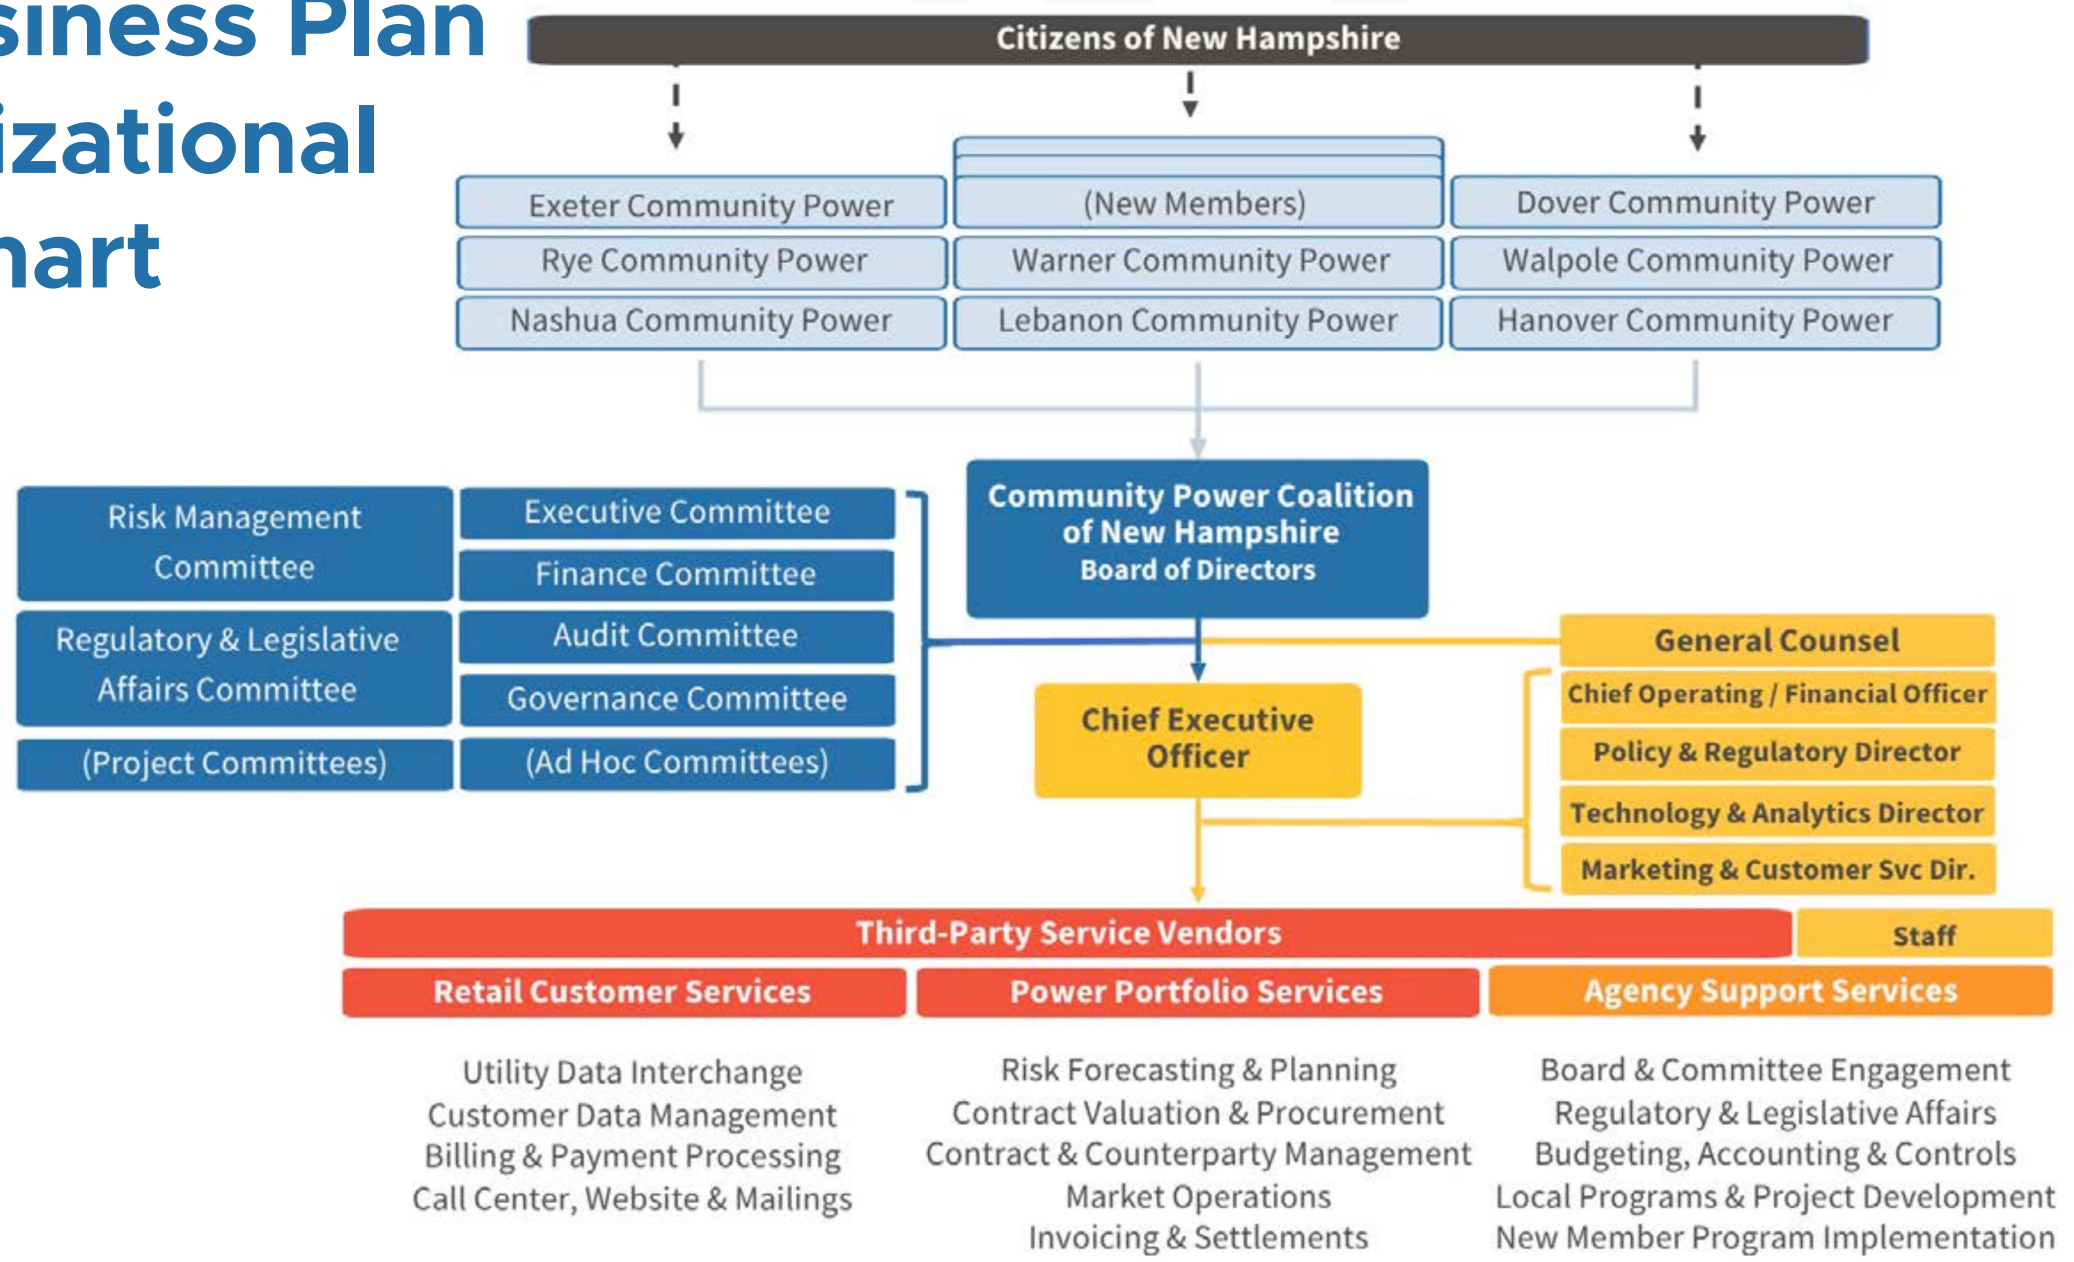 siness Plan
izational
hart
Citizens of New Hampshire
Exeter Community Power
(New Members)
Dover Community Power
Rye Community Power
Warner Community Power
Walpole Community Power
Nashua Community Power
Lebanon Community Power
Hanover Community Power
Community Power Coalition
of New Hampshire
Board of Directors
Risk Management
Committee
Executive Committee
Finance Committee
Regulatory & Legislative
Affairs Committee
Audit Committee
Governance Committee
(Project Committees)
(Ad Hoc Committees)
Chief Executive
Officer
General Counsel
Chief Operating / Financial Officer
Policy & Regulatory Director
Technology & Analytics Director
Marketing & Customer Svc Dir.
Third-Party Service Vendors
Staff
Retail Customer Services
Power Portfolio Services
Agency Support Services
Utility Data Interchange
Customer Data Management
Billing & Payment Processing
Call Center, Website & Mailings
Risk Forecasting & Planning
Contract Valuation & Procurement
Contract & Counterparty Management
Market Operations
Invoicing & Settlements
Board & Committee Engagement
Regulatory & Legislative Affairs
Budgeting, Accounting & Controls
Local Programs & Project Development
New Member Program Implementation